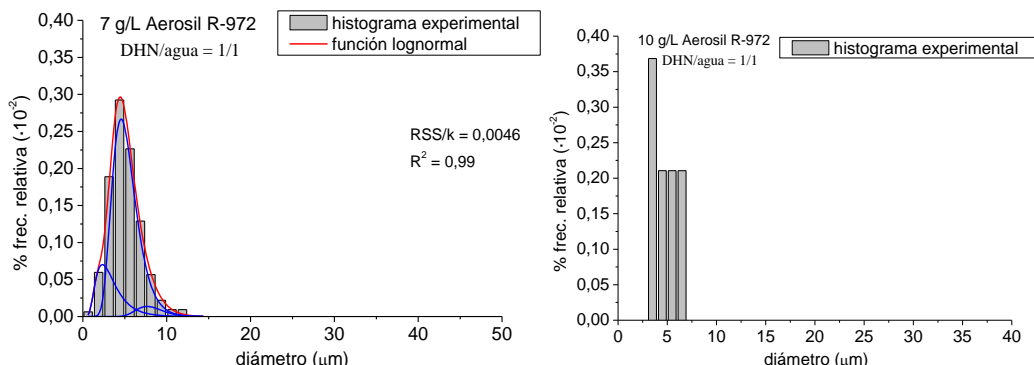 7 g/L Aerosil R-972
DHN/agua = 1/1
histograma experimental
función lognormal
RSS/k = 0,0046
R² = 0,99
% frec. relativa (·10⁻²)
0,40
0,35
0,30
0,25
0,20
0,15
0,10
0,05
0,00
0 10 20 30 40 50
diámetro (μm)
10 g/L Aerosil R-972
DHN/agua = 1/1
histograma experimental
% frec. relativa (·10⁻²)
0,40
0,35
0,30
0,25
0,20
0,15
0,10
0,05
0,00
0 5 10 15 20 25 30 35 40
diámetro (μm)